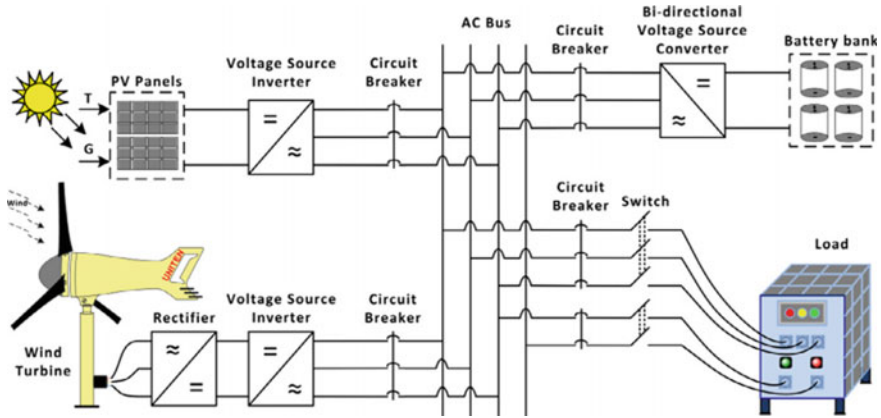 AC Bus
Circuit
Breaker
Bi-directional
Voltage Source
Converter
Battery bank
PV Panels
Voltage Source
Inverter
Circuit
Breaker
T
G
=
≈
≈
=
Wind
UNITEN
Circuit
Breaker
Switch
Load
Rectifier
Voltage Source
Inverter
Circuit
Breaker
≈
=
=
≈
Wind
Turbine